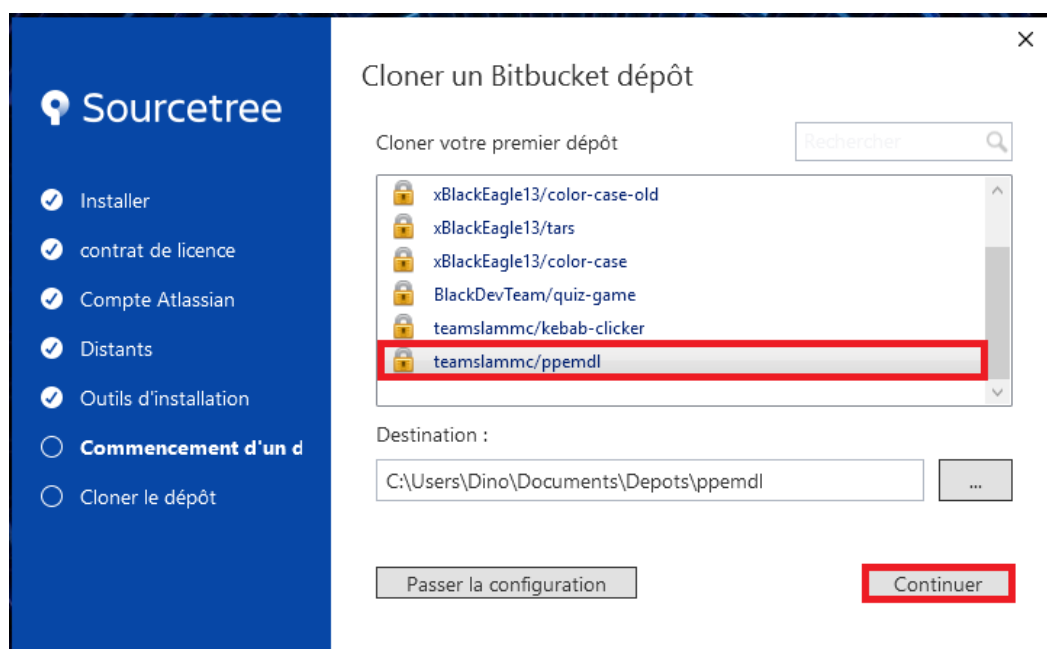 Sourcetree
Installer
contrat de licence
Compte Atlassian
Distants
Outils d'installation
Commencement d'un d
Cloner le dépôt
Cloner un Bitbucket dépôt
Cloner votre premier dépôt
Rechercher
xBlackEagle13/color-case-old
xBlackEagle13/tars
xBlackEagle13/color-case
BlackDevTeam/quiz-game
teamslammc/kebab-clicker
teamslammc/ppemdl
Destination :
C:\Users\Dino\Documents\Depots\ppemdl
...
Passer la configuration
Continuer